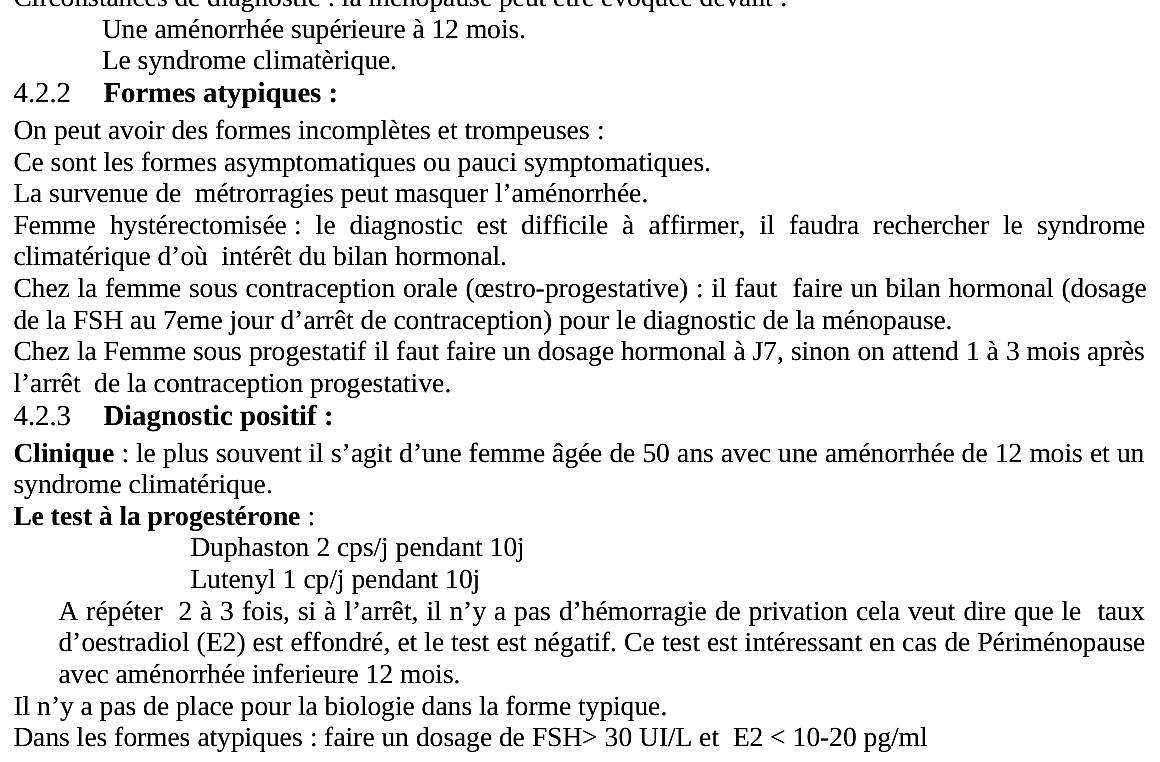 Circonstances de diagnostic : la ménopause peut être évoquée devant :
Une aménorrhée supérieure à 12 mois.
Le syndrome climatèrique.
4.2.2 Formes atypiques :
On peut avoir des formes incomplètes et trompeuses :
Ce sont les formes asymptomatiques ou pauci symptomatiques.
La survenue de métrorragies peut masquer l’aménorrhée.
Femme hystérectomisée : le diagnostic est difficile à affirmer, il faudra rechercher le syndrome
climatérique d’où intérêt du bilan hormonal.
Chez la femme sous contraception orale (œstro-progestative) : il faut faire un bilan hormonal (dosage
de la FSH au 7eme jour d’arrêt de contraception) pour le diagnostic de la ménopause.
Chez la Femme sous progestatif il faut faire un dosage hormonal à J7, sinon on attend 1 à 3 mois après
l’arrêt de la contraception progestative.
4.2.3 Diagnostic positif :
Clinique : le plus souvent il s’agit d’une femme âgée de 50 ans avec une aménorrhée de 12 mois et un
syndrome climatérique.
Le test à la progestérone :
Duphaston 2 cps/j pendant 10j
Lutenyl 1 cp/j pendant 10j
A répéter 2 à 3 fois, si à l’arrêt, il n’y a pas d’hémorragie de privation cela veut dire que le taux
d’oestradiol (E2) est effondré, et le test est négatif. Ce test est intéressant en cas de Périménopause
avec aménorrhée inferieure 12 mois.
Il n’y a pas de place pour la biologie dans la forme typique.
Dans les formes atypiques : faire un dosage de FSH> 30 UI/L et E2 < 10-20 pg/ml